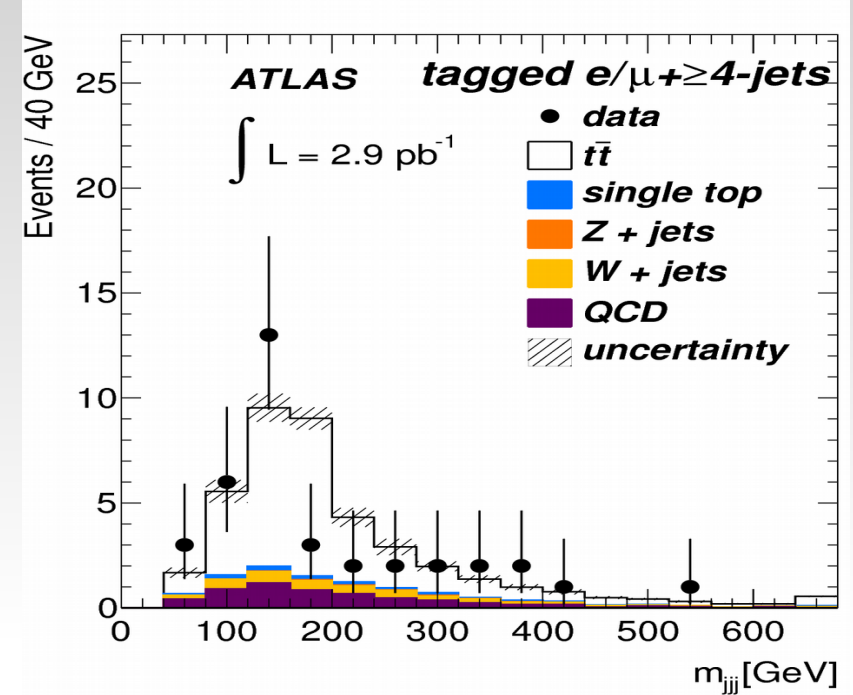 ATLAS
tagged e/μ+≥4-jets
∫ L = 2.9 pb⁻¹
data
tt̄
single top
Z + jets
W + jets
QCD
uncertainty
Events / 40 GeV
25
20
15
10
5
0
0 100 200 300 400 500 600
m_jjj [GeV]